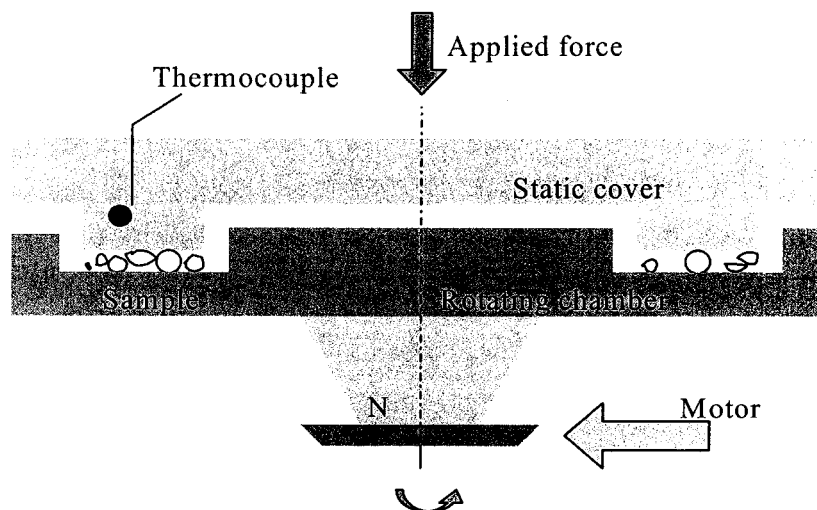 Applied force
Thermocouple
Static cover
Sample
Rotating chamber
N
Motor